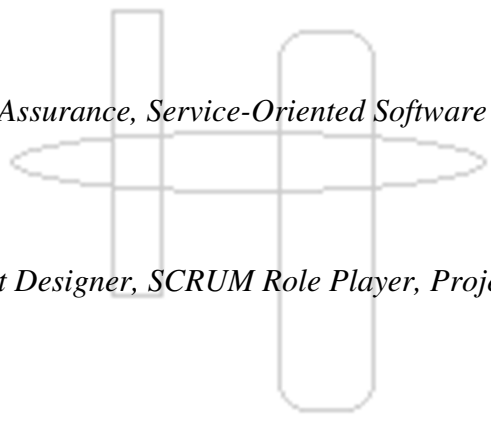 Assurance, Service-Oriented Software
t Designer, SCRUM Role Player, Proje